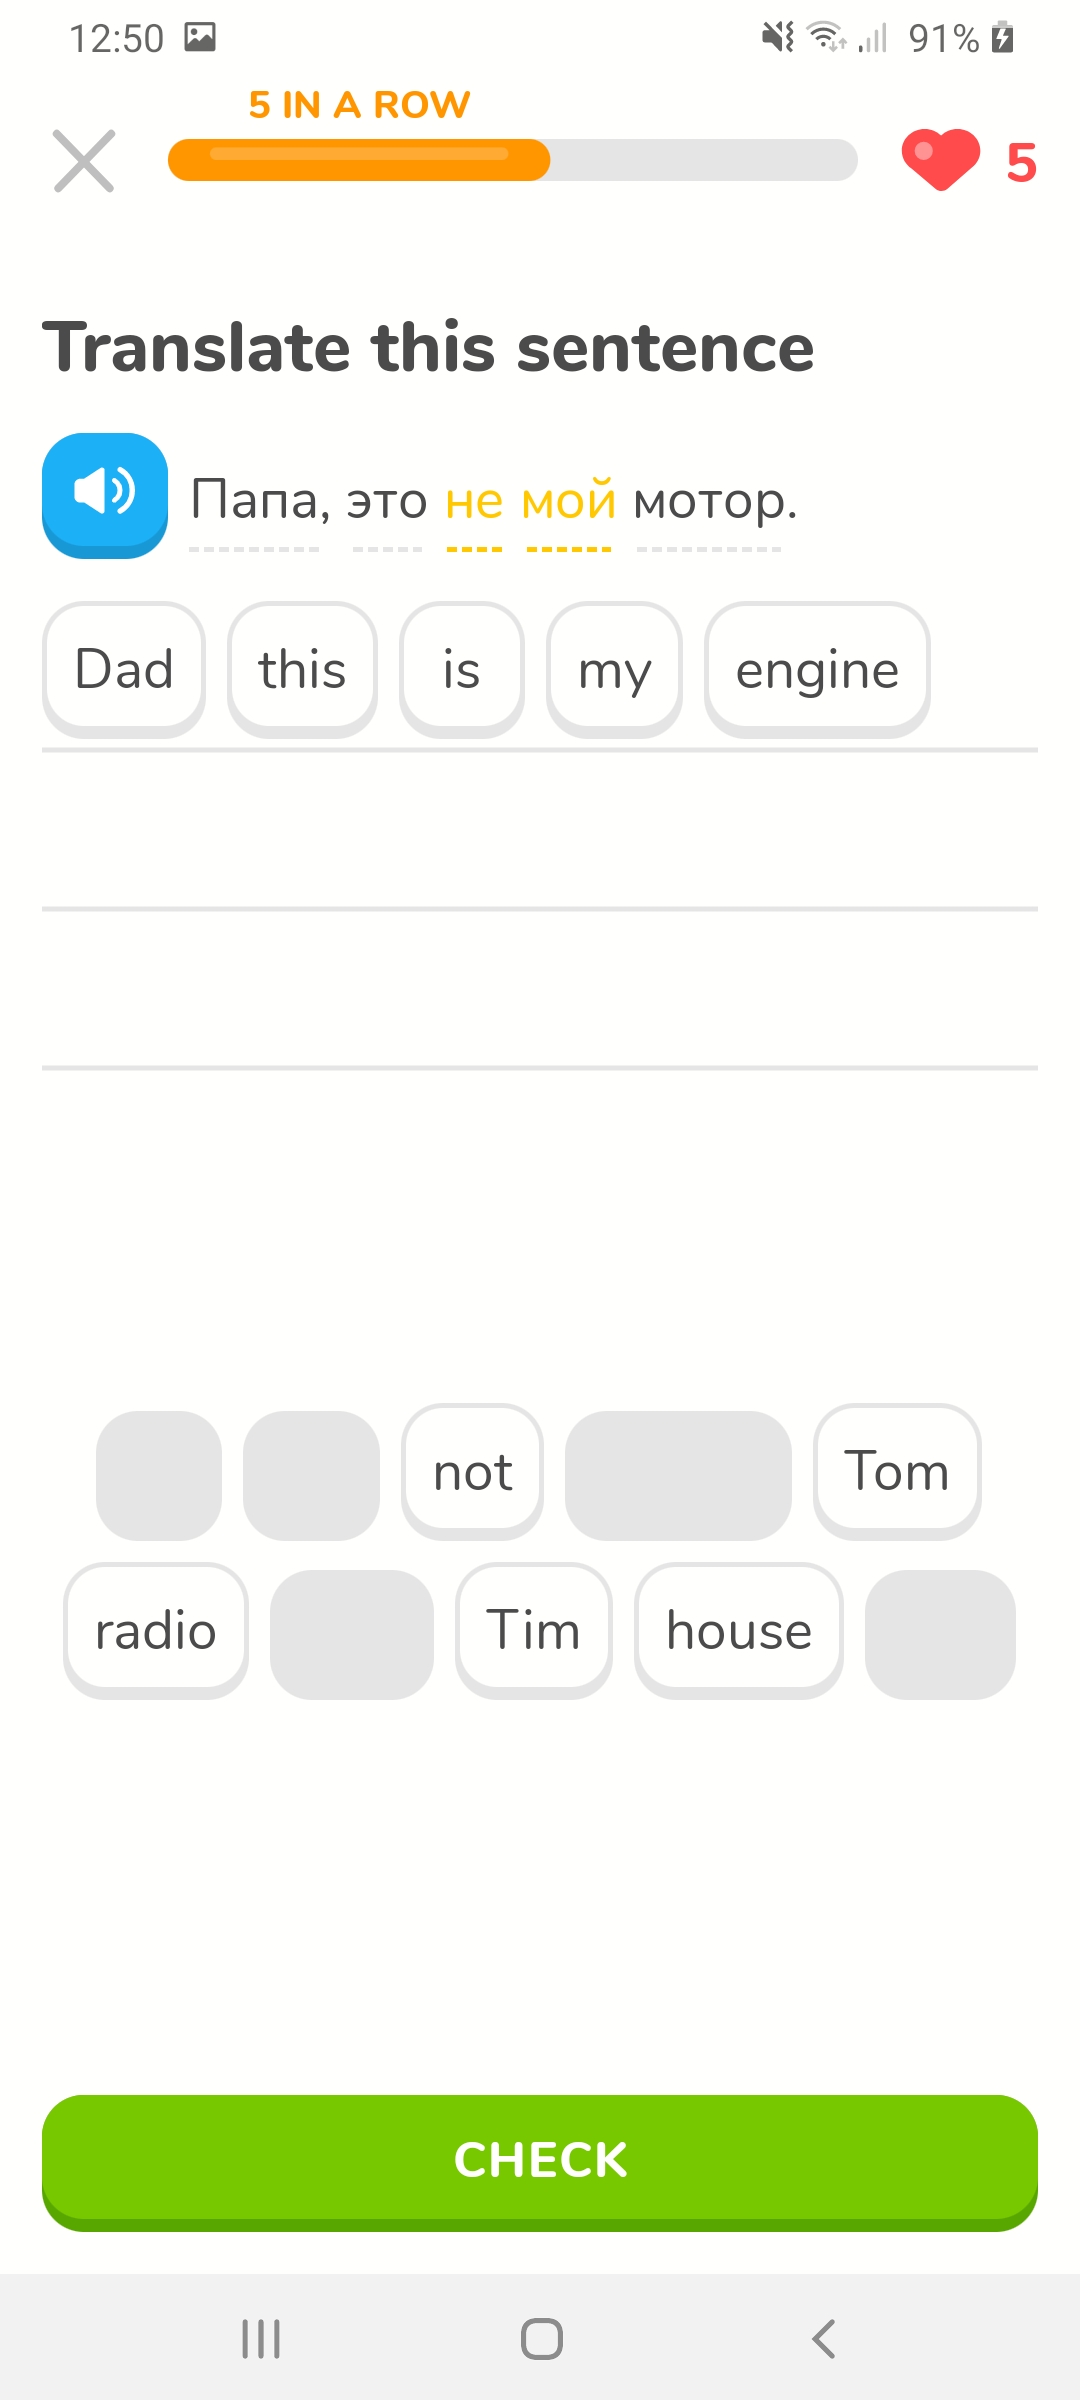 12:50 91%
5 IN A ROW
5
Translate this sentence
Папа, это не мой мотор.
Dad this is my engine
not Tom
radio Tim house
CHECK